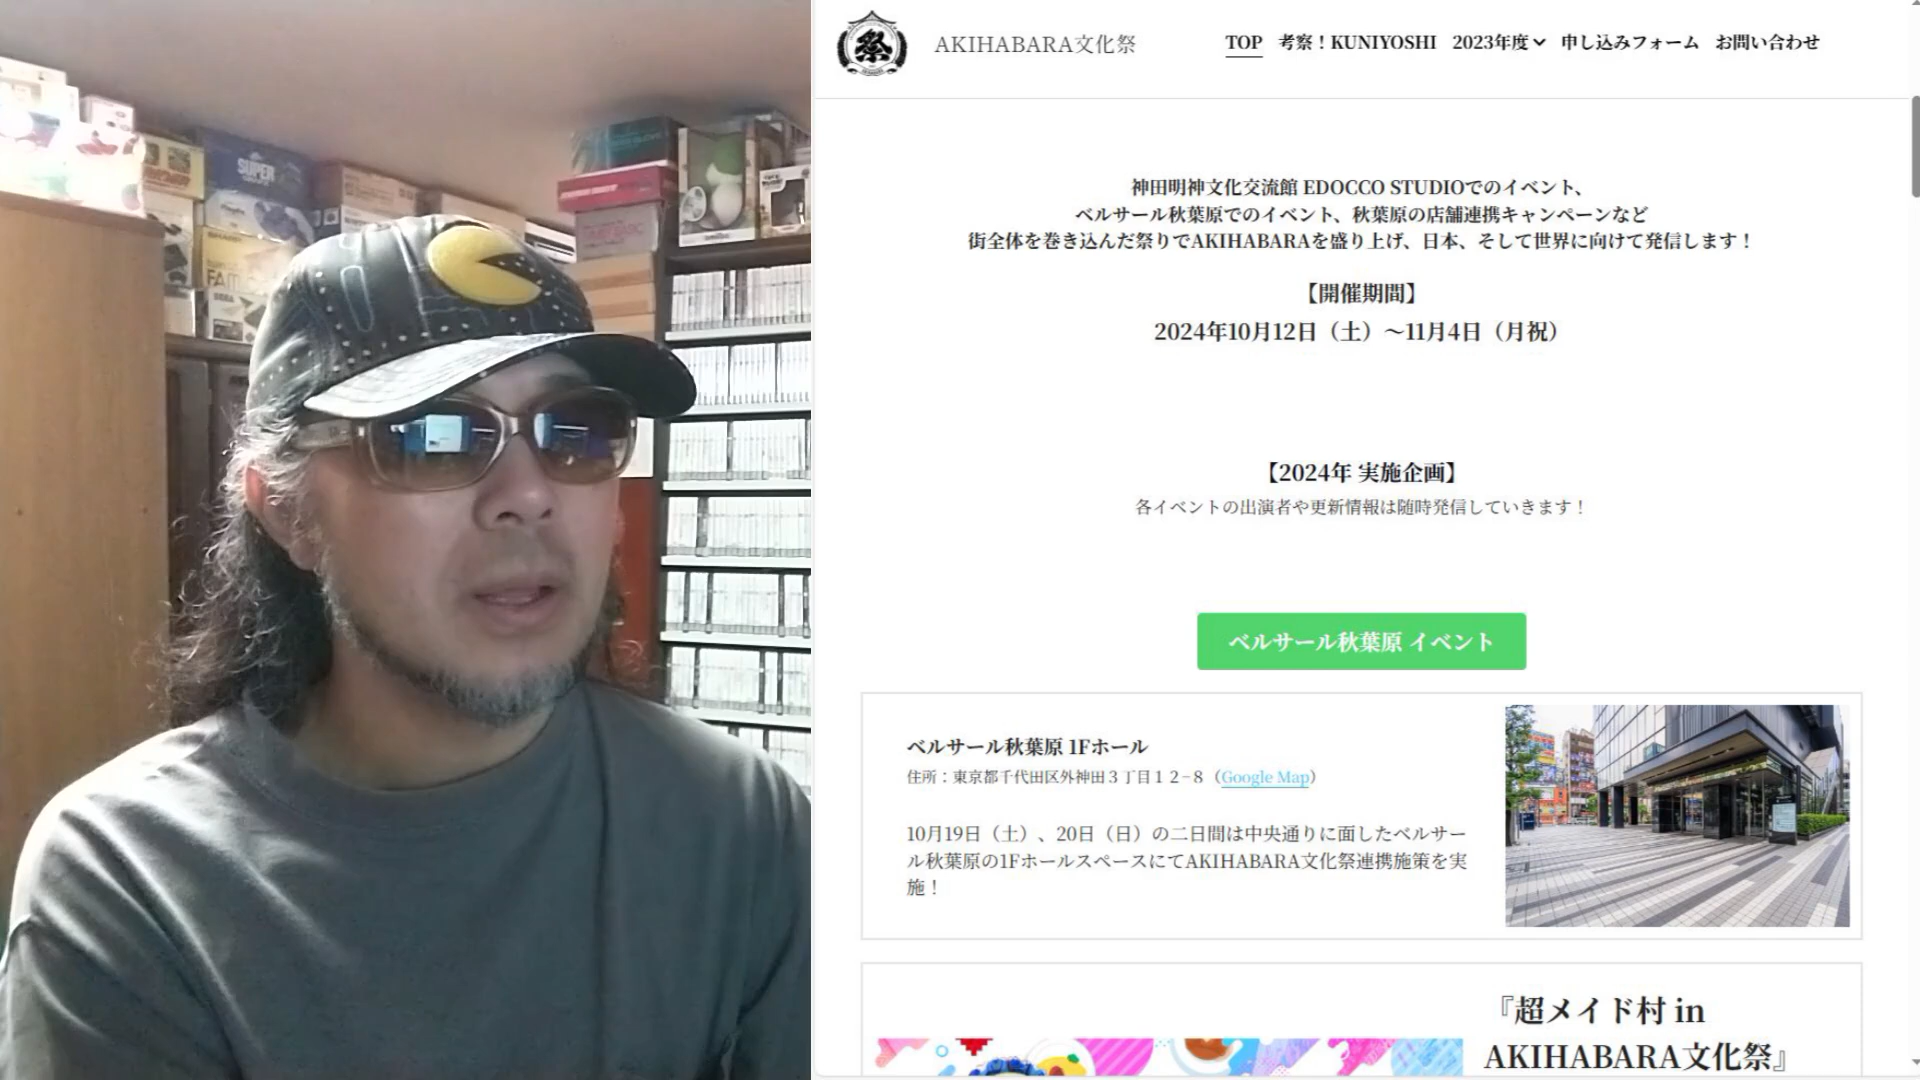 SUPER
SHARP
FAMI
SEGA
祭
AKIHABARA文化祭
TOP 考察！KUNIYOSHI 2023年度 申し込みフォーム お問い合わせ
神田明神文化交流館 EDOCCO STUDIOでのイベント、
ベルサール秋葉原でのイベント、秋葉原の店舗連携キャンペーンなど
街全体を巻き込んだ祭りでAKIHABARAを盛り上げ、日本、そして世界に向けて発信します！
【開催期間】
2024年10月12日（土）～11月4日（月祝）
【2024年 実施企画】
各イベントの出演者や更新情報は随時発信していきます！
ベルサール秋葉原 イベント
ベルサール秋葉原 1Fホール
住所：東京都千代田区外神田３丁目１２−８（Google Map）
10月19日（土）、20日（日）の二日間は中央通りに面したベルサー
ル秋葉原の1FホールスペースにてAKIHABARA文化祭連携施策を実
施！
『超メイド村 in
AKIHABARA文化祭』